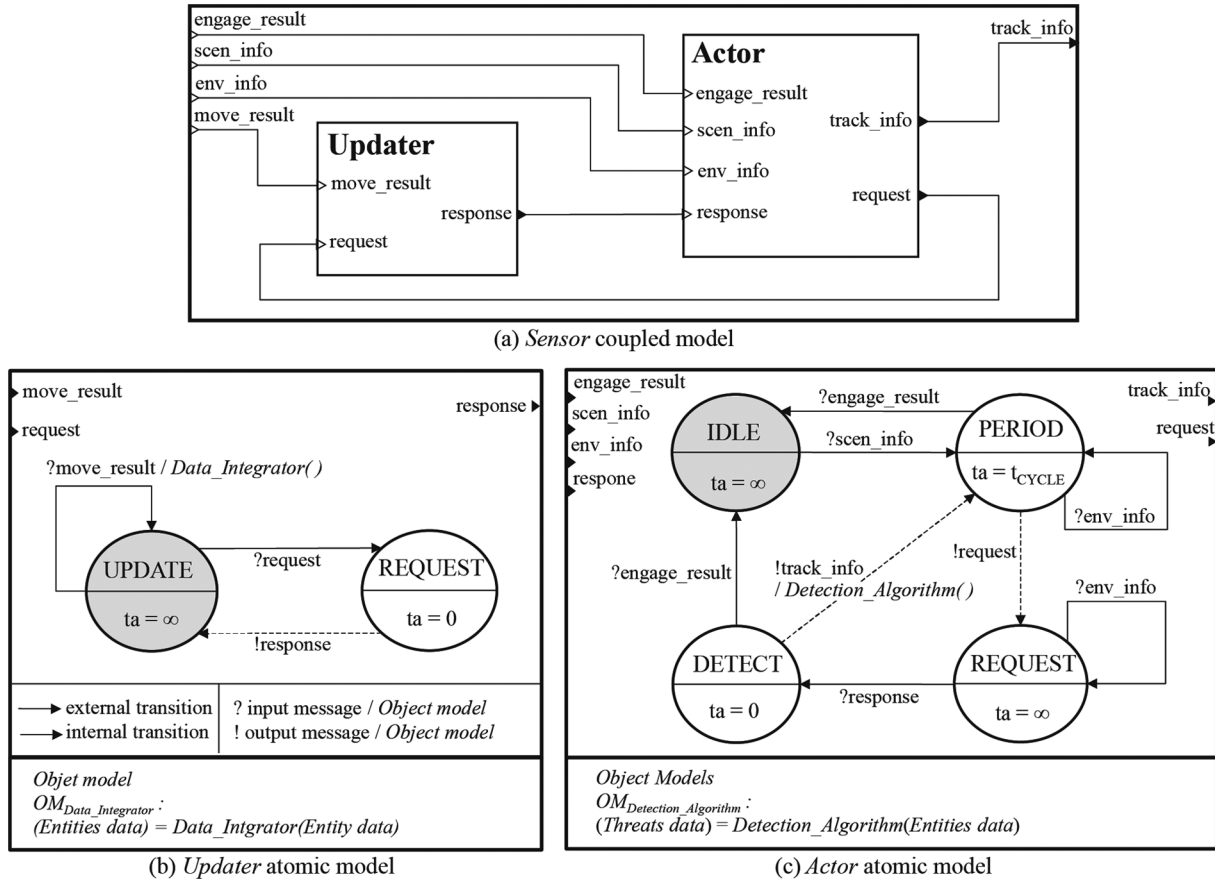 engage_result
scen_info
env_info
move_result
track_info
Updater
move_result
response
request
Actor
engage_result
scen_info
env_info
response
track_info
request
(a) Sensor coupled model
move_result
request
response
?move_result / Data_Integrator( )
UPDATE
ta = ∞
?request
REQUEST
ta = 0
!response
external transition
internal transition
? input message / Object model
! output message / Object model
Objet model
OM_Data_Integrator :
(Entities data) = Data_Intgrator(Entity data)
(b) Updater atomic model
engage_result
scen_info
env_info
respone
track_info
request
?engage_result
IDLE
ta = ∞
?scen_info
PERIOD
ta = t_CYCLE
?env_info
?engage_result
!track_info
/ Detection_Algorithm( )
!request
?env_info
DETECT
ta = 0
?response
REQUEST
ta = ∞
Object Models
OM_Detection_Algorithm :
(Threats data) = Detection_Algorithm(Entities data)
(c) Actor atomic model